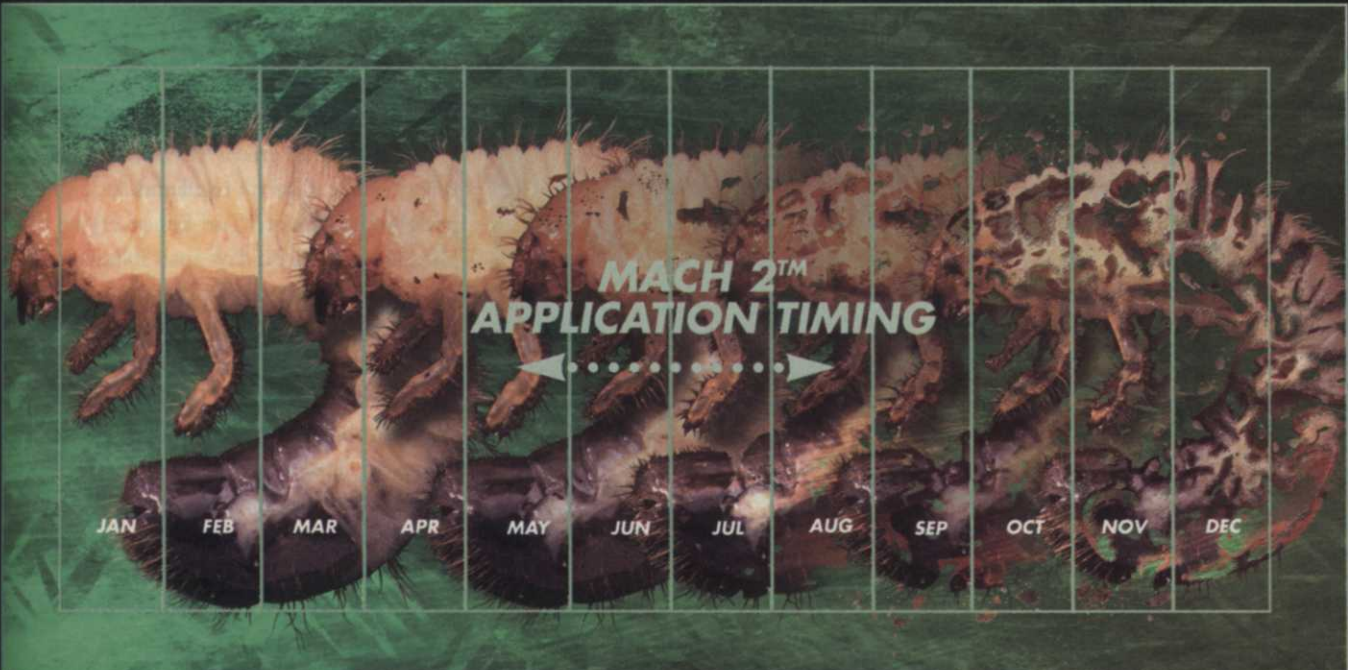 MACH 2™
APPLICATION TIMING
JAN FEB MAR APR MAY JUN JUL AUG SEP OCT NOV DEC